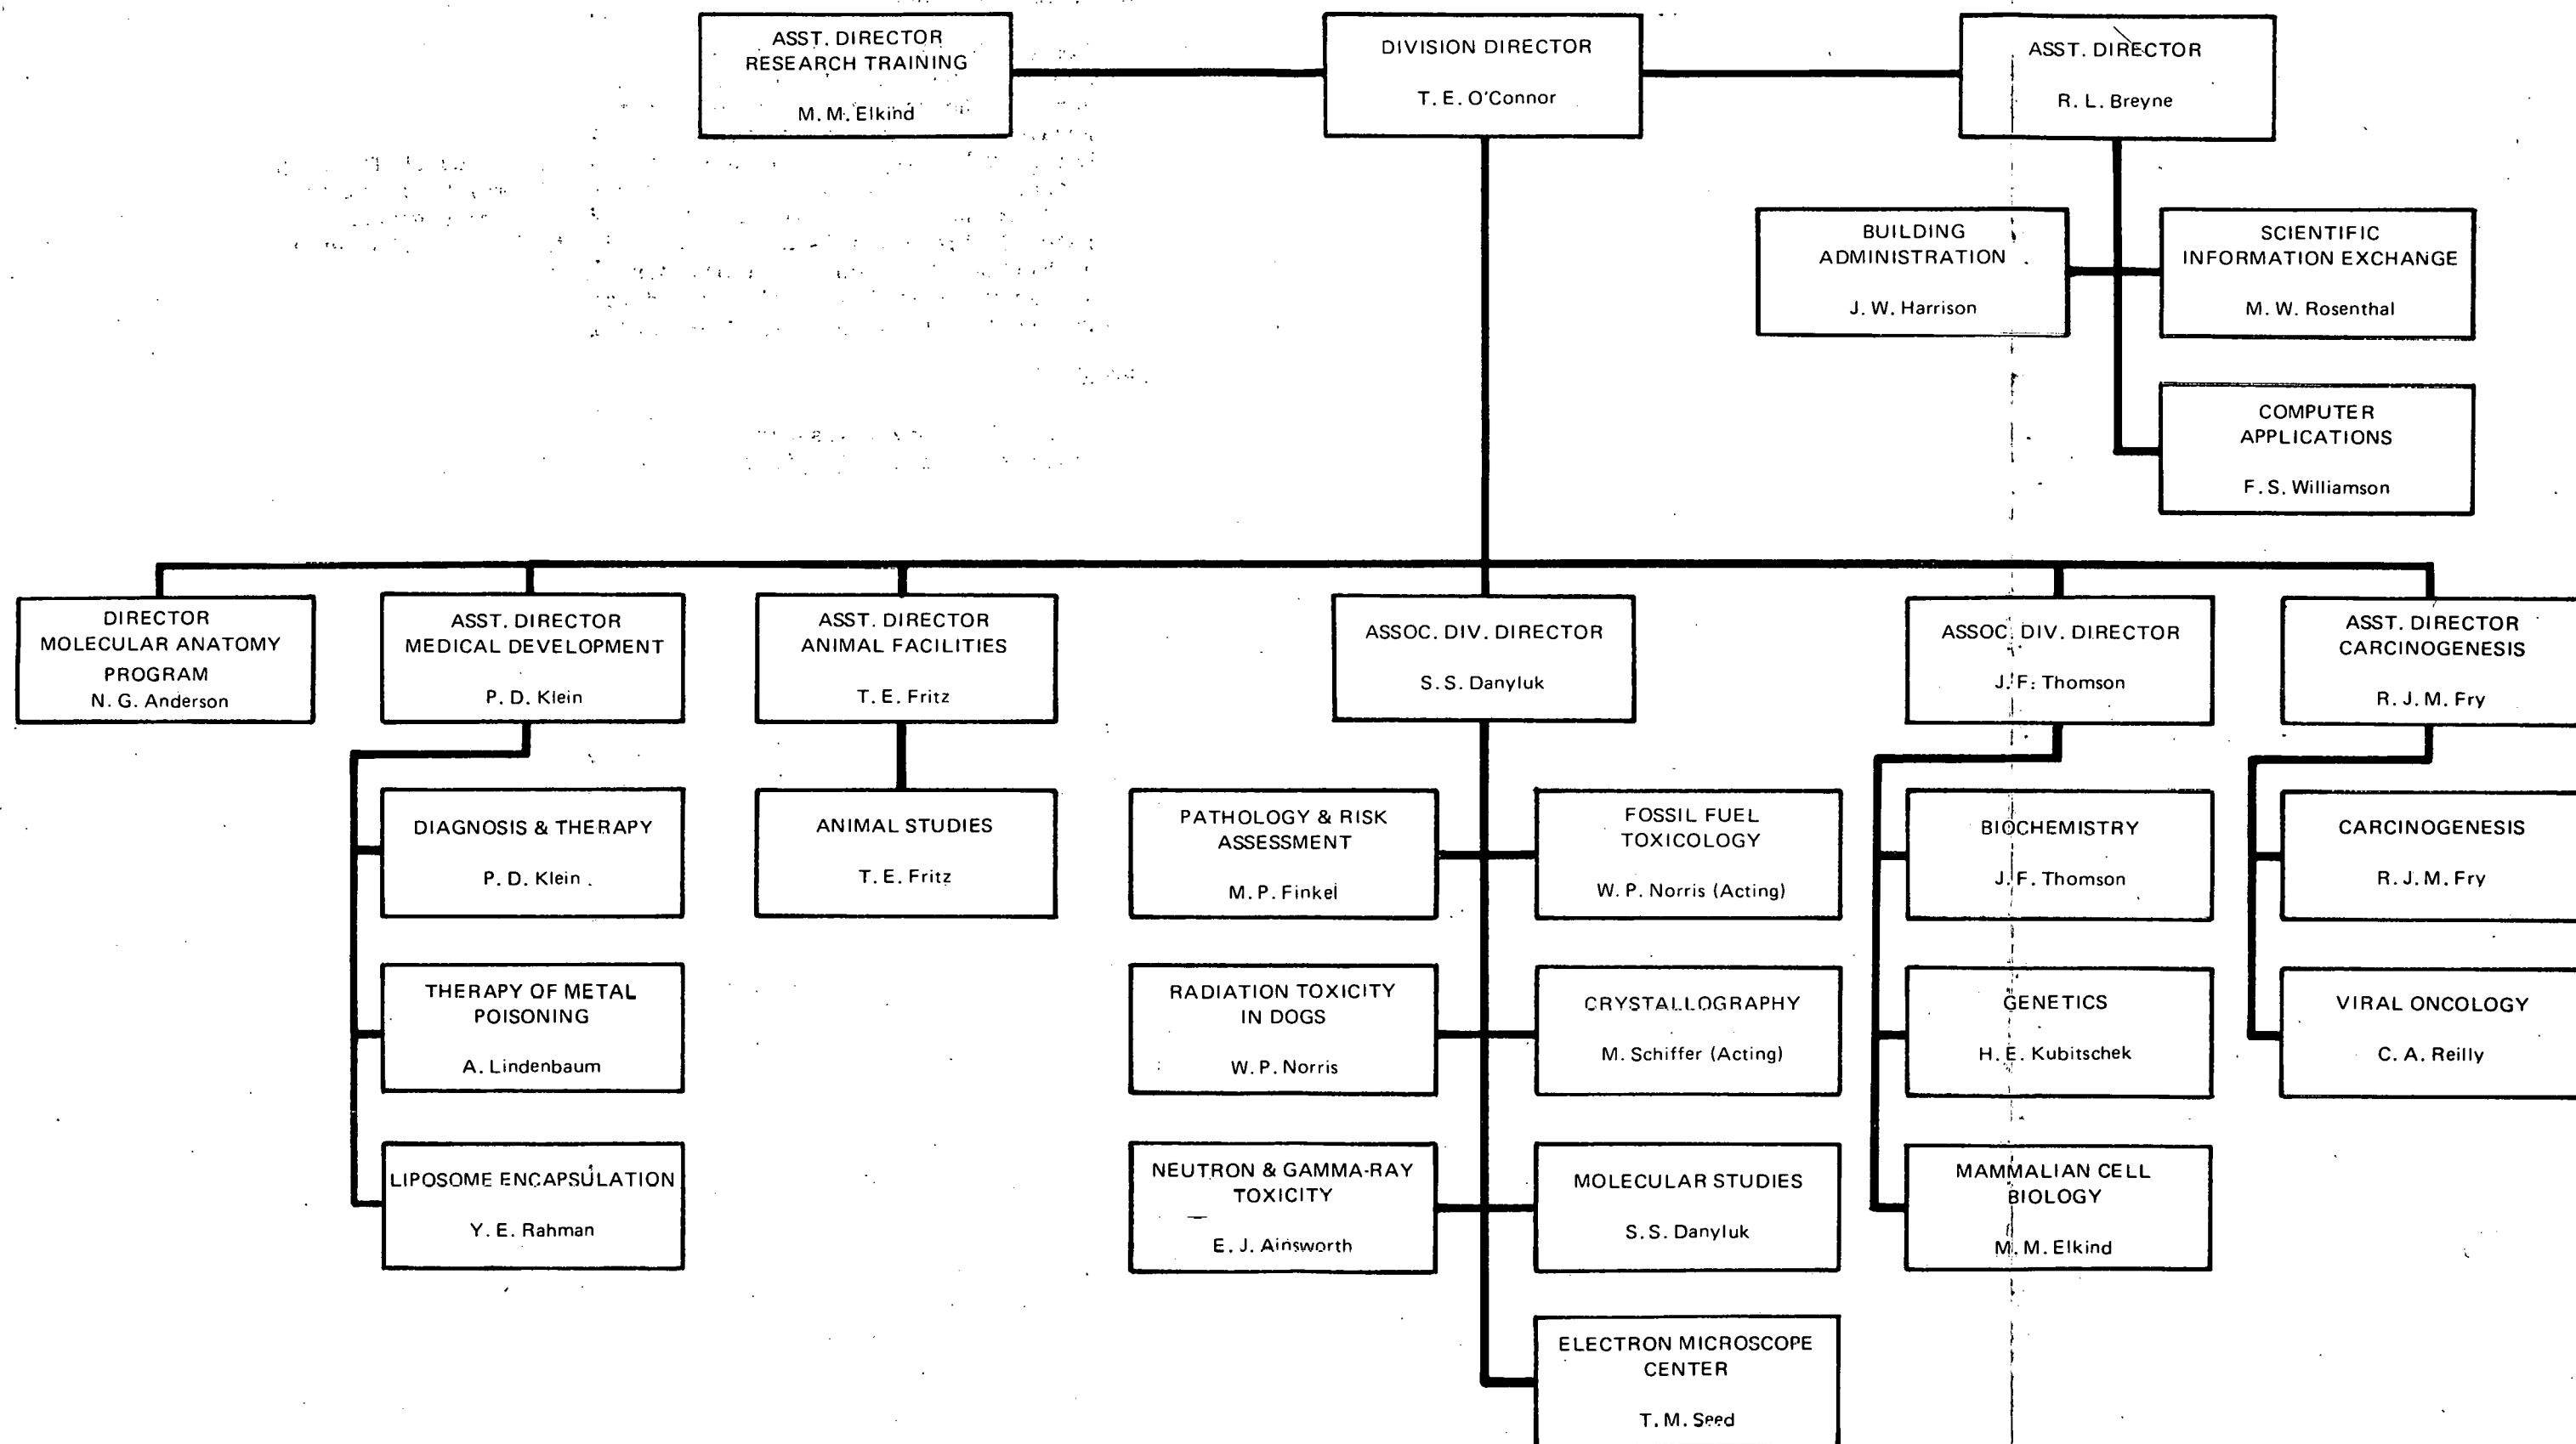 ASST. DIRECTOR
RESEARCH TRAINING
M. M. Elkind
DIVISION DIRECTOR
T. E. O'Connor
ASST. DIRECTOR
R. L. Breyne
BUILDING
ADMINISTRATION
J. W. Harrison
SCIENTIFIC
INFORMATION EXCHANGE
M. W. Rosenthal
COMPUTER
APPLICATIONS
F. S. Williamson
DIRECTOR
MOLECULAR ANATOMY
PROGRAM
N. G. Anderson
ASST. DIRECTOR
MEDICAL DEVELOPMENT
P. D. Klein
ASST. DIRECTOR
ANIMAL FACILITIES
T. E. Fritz
ASSOC. DIV. DIRECTOR
S. S. Danyluk
ASSOC. DIV. DIRECTOR
J. F. Thomson
ASST. DIRECTOR
CARCINOGENESIS
R. J. M. Fry
DIAGNOSIS & THERAPY
P. D. Klein
ANIMAL STUDIES
T. E. Fritz
PATHOLOGY & RISK
ASSESSMENT
M. P. Finkel
FOSSIL FUEL
TOXICOLOGY
W. P. Norris (Acting)
BIOCHEMISTRY
J. F. Thomson
CARCINOGENESIS
R. J. M. Fry
THERAPY OF METAL
POISONING
A. Lindenbaum
RADIATION TOXICITY
IN DOGS
W. P. Norris
CRYSTALLOGRAPHY
M. Schiffer (Acting)
GENETICS
H. E. Kubitschek
VIRAL ONCOLOGY
C. A. Reilly
LIPOSOME ENCAPSULATION
Y. E. Rahman
NEUTRON & GAMMA-RAY
TOXICITY
E. J. Ainsworth
MOLECULAR STUDIES
S. S. Danyluk
MAMMALIAN CELL
BIOLOGY
M. M. Elkind
ELECTRON MICROSCOPE
CENTER
T. M. Seed